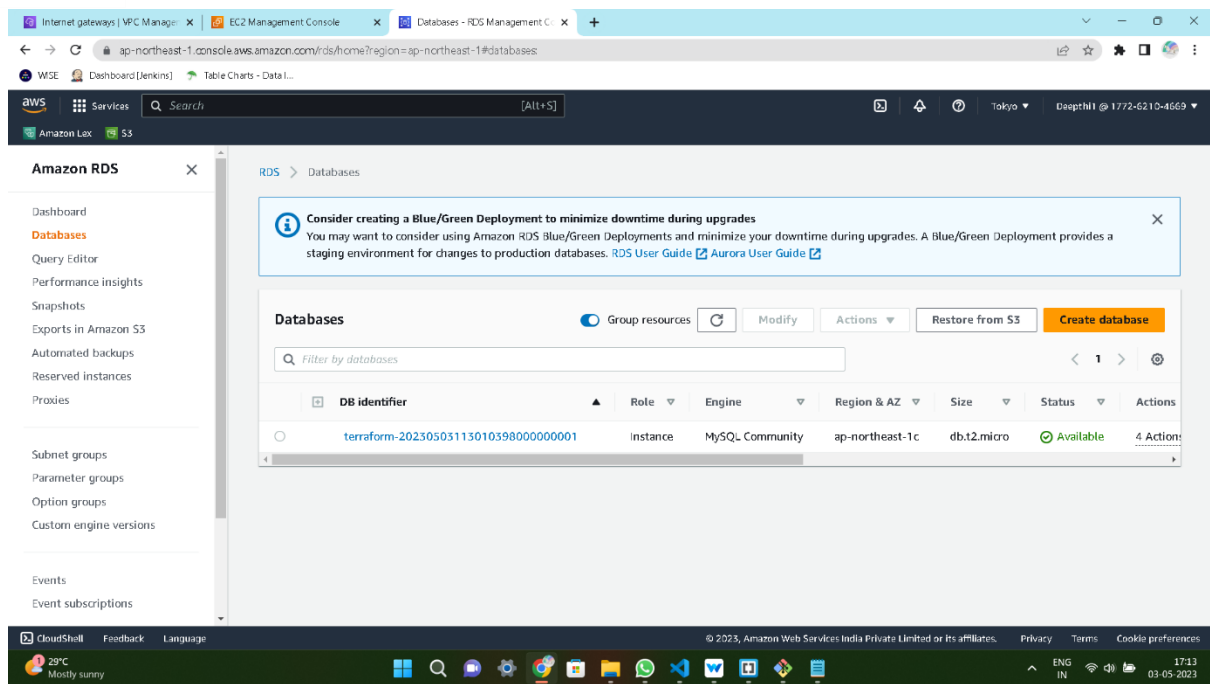 Internet gateways | VPC Manager EC2 Management Console Databases - RDS Management Co
ap-northeast-1.console.aws.amazon.com/rds/home?region=ap-northeast-1#databases:
WISE Dashboard [Jenkins] Table Charts - Data I...
aws Services Search [Alt+S] Tokyo Deepthi1 @ 1772-6210-4669
Amazon Lex S3
Amazon RDS
Dashboard
Databases
Query Editor
Performance insights
Snapshots
Exports in Amazon S3
Automated backups
Reserved instances
Proxies
Subnet groups
Parameter groups
Option groups
Custom engine versions
Events
Event subscriptions
RDS > Databases
Consider creating a Blue/Green Deployment to minimize downtime during upgrades
You may want to consider using Amazon RDS Blue/Green Deployments and minimize your downtime during upgrades. A Blue/Green Deployment provides a
staging environment for changes to production databases. RDS User Guide Aurora User Guide
Databases Group resources Modify Actions Restore from S3 Create database
Filter by databases 1
DB identifier Role Engine Region & AZ Size Status Actions
terraform-20230503113010398000000001 Instance MySQL Community ap-northeast-1c db.t2.micro Available 4 Actions
CloudShell Feedback Language © 2023, Amazon Web Services India Private Limited or its affiliates. Privacy Terms Cookie preferences
29°C ENG 17:13
Mostly sunny IN 03-05-2023